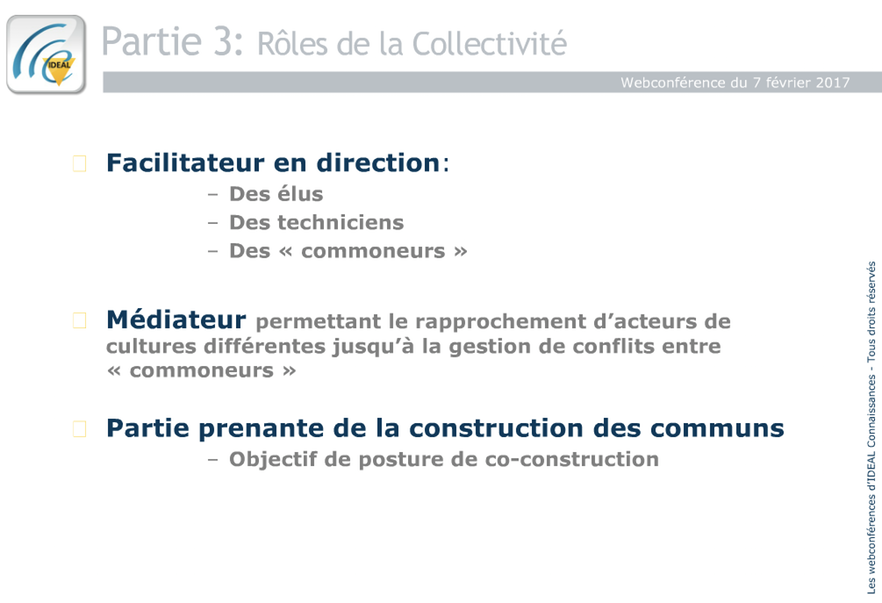 Partie 3: Rôles de la Collectivité
IDEAL
Webconférence du 7 février 2017
Facilitateur en direction:
– Des élus
– Des techniciens
– Des « commoneurs »
Médiateur permettant le rapprochement d’acteurs de
cultures différentes jusqu’à la gestion de conflits entre
« commoneurs »
Partie prenante de la construction des communs
– Objectif de posture de co-construction
Les webconférences d’IDEAL Connaissances - Tous droits réservés